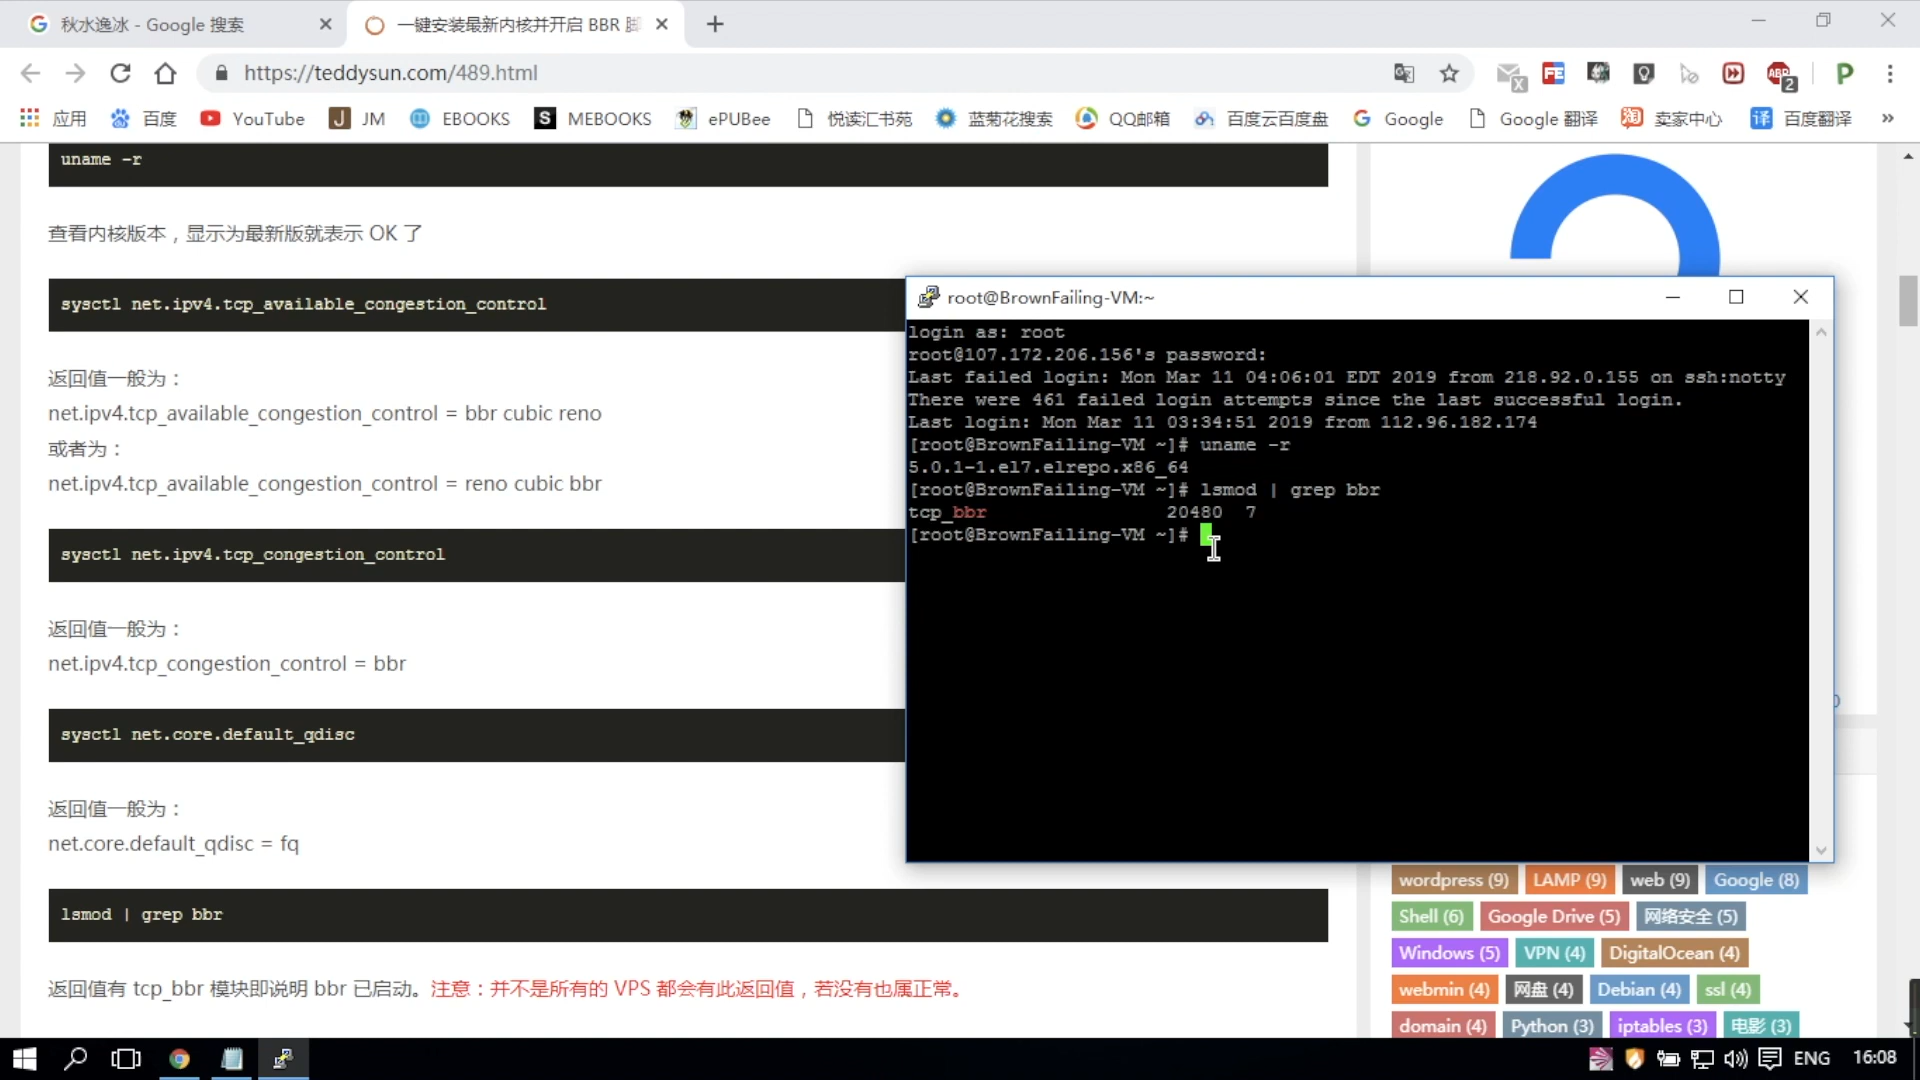 秋水逸冰 - Google 搜索
一键安装最新内核并开启 BBR 脚
https://teddysun.com/489.html
FE
ABP
2
P
应用
百度
YouTube
J
JM
EBOOKS
S
MEBOOKS
ePUBee
悦读汇书苑
蓝菊花搜索
QQ邮箱
百度云百度盘
Google
Google 翻译
淘
卖家中心
译
百度翻译
»
uname -r
查看内核版本，显示为最新版就表示 OK 了
sysctl net.ipv4.tcp_available_congestion_control
返回值一般为：
net.ipv4.tcp_available_congestion_control = bbr cubic reno
或者为：
net.ipv4.tcp_available_congestion_control = reno cubic bbr
sysctl net.ipv4.tcp_congestion_control
返回值一般为：
net.ipv4.tcp_congestion_control = bbr
sysctl net.core.default_qdisc
返回值一般为：
net.core.default_qdisc = fq
lsmod | grep bbr
返回值有 tcp_bbr 模块即说明 bbr 已启动。注意：并不是所有的 VPS 都会有此返回值，若没有也属正常。
root@BrownFailing-VM:~
login as: root
root@107.172.206.156's password:
Last failed login: Mon Mar 11 04:06:01 EDT 2019 from 218.92.0.155 on ssh:notty
There were 461 failed login attempts since the last successful login.
Last login: Mon Mar 11 03:34:51 2019 from 112.96.182.174
[root@BrownFailing-VM ~]# uname -r
5.0.1-1.el7.elrepo.x86_64
[root@BrownFailing-VM ~]# lsmod | grep bbr
tcp_bbr 20480 7
[root@BrownFailing-VM ~]#
wordpress (9) LAMP (9) web (9) Google (8)
Shell (6) Google Drive (5) 网络安全 (5)
Windows (5) VPN (4) DigitalOcean (4)
webmin (4) 网盘 (4) Debian (4) ssl (4)
domain (4) Python (3) iptables (3) 电影 (3)
ENG
16:08